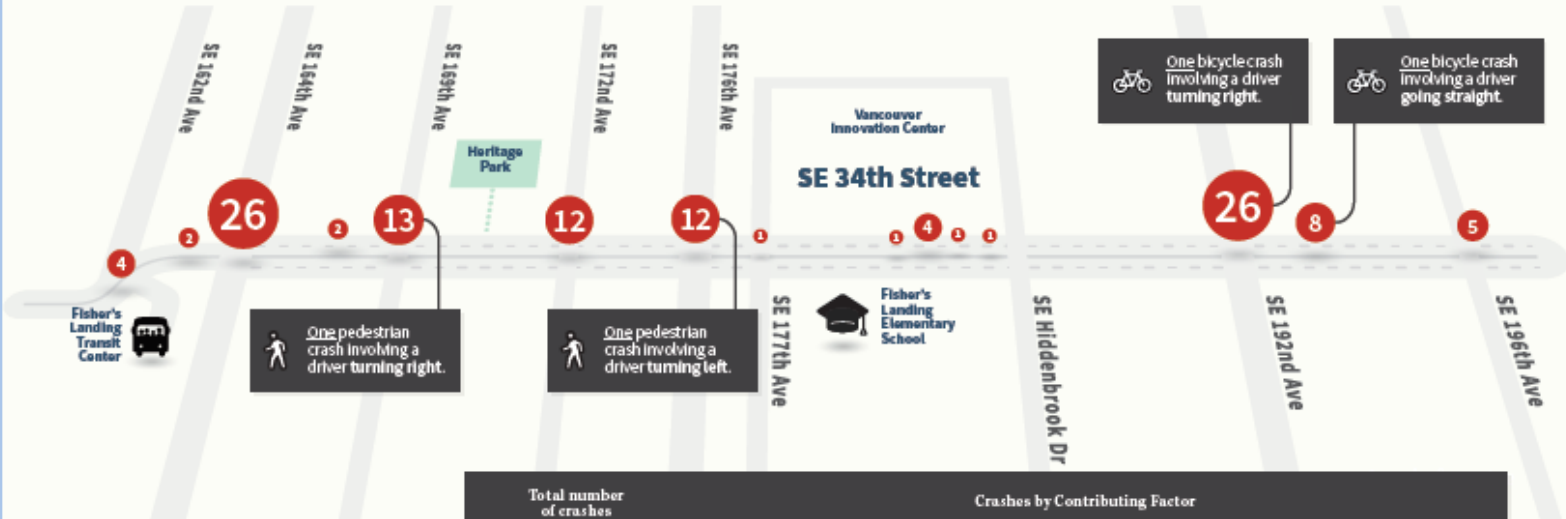 SE 162nd Ave
SE 164th Ave
SE 169th Ave
SE 172nd Ave
SE 176th Ave
One bicycle crash
involving a driver
turning right.
One bicycle crash
involving a driver
going straight.
Vancouver
Innovation Center
Heritage
Park
SE 34th Street
26
2
2
13
12
12
1
1
4
1
1
26
8
5
4
Fisher's
Landing
Transit
Center
One pedestrian
crash involving a
driver turning right.
One pedestrian
crash involving a
driver turning left.
SE 177th Ave
Fisher's
Landing
Elementary
School
SE Hiddenbrook Dr
SE 192nd Ave
SE 196th Ave
Total number
of crashes
Crashes by Contributing Factor